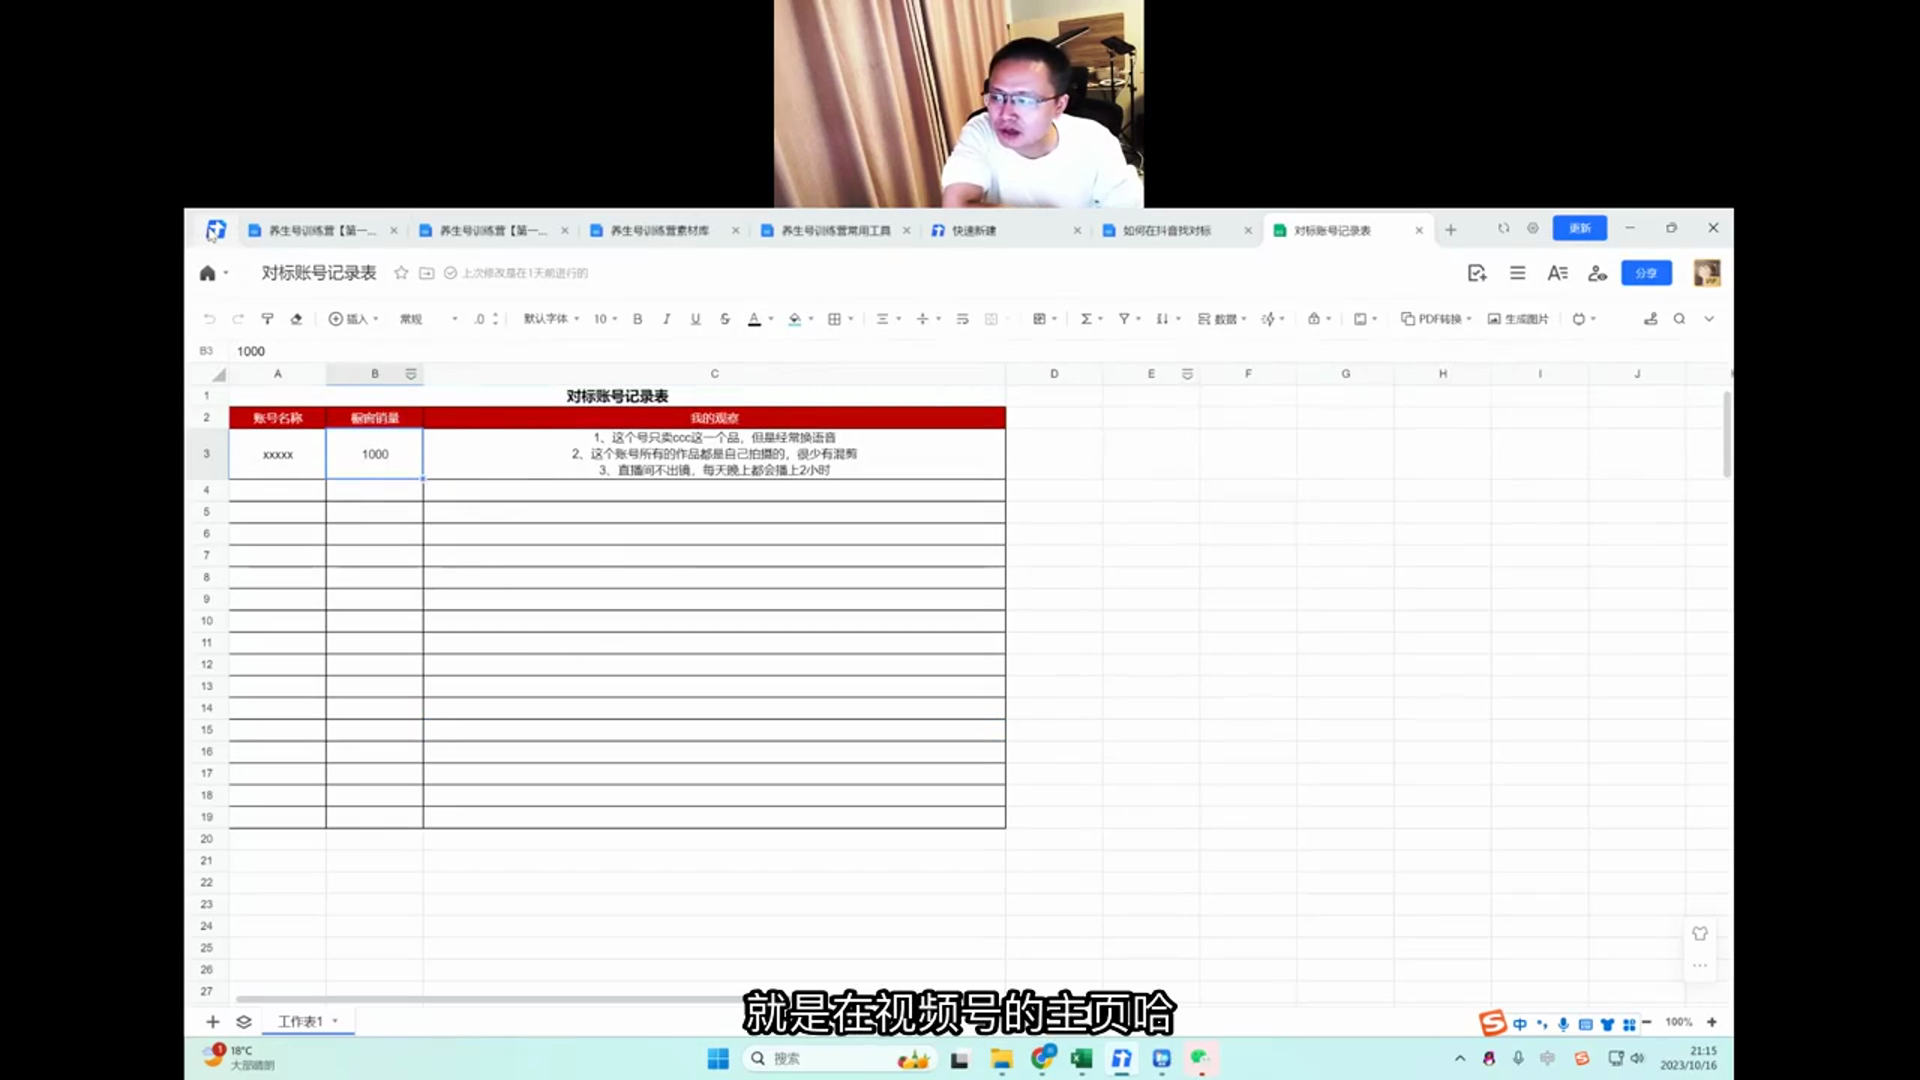 养生号训练营【第一...
养生号训练营【第一...
养生号训练营素材库
养生号训练营常用工具
快速新建
如何在抖音找对标
对标账号记录表
更新
对标账号记录表
上次修改是在1天前进行的
分享
插入
常规
.0
默认字体
10
B
I
U
S
A
数据
PDF转换
生成图片
B3
1000
A
B
C
D
E
F
G
H
I
J
1
对标账号记录表
2
账号名称
橱窗销量
我的观察
3
xxxxx
1000
1、这个号只卖ccc这一个品，但是经常换语音
2、这个账号所有的作品都是自己拍摄的，很少有混剪
3、直播间不出镜，每天晚上都会播上2小时
4
5
6
7
8
9
10
11
12
13
14
15
16
17
18
19
20
21
22
23
24
25
26
27
就是在视频号的主页哈
工作表1
中
100%
1
18°C
大部晴朗
搜索
21:15
2023/10/16